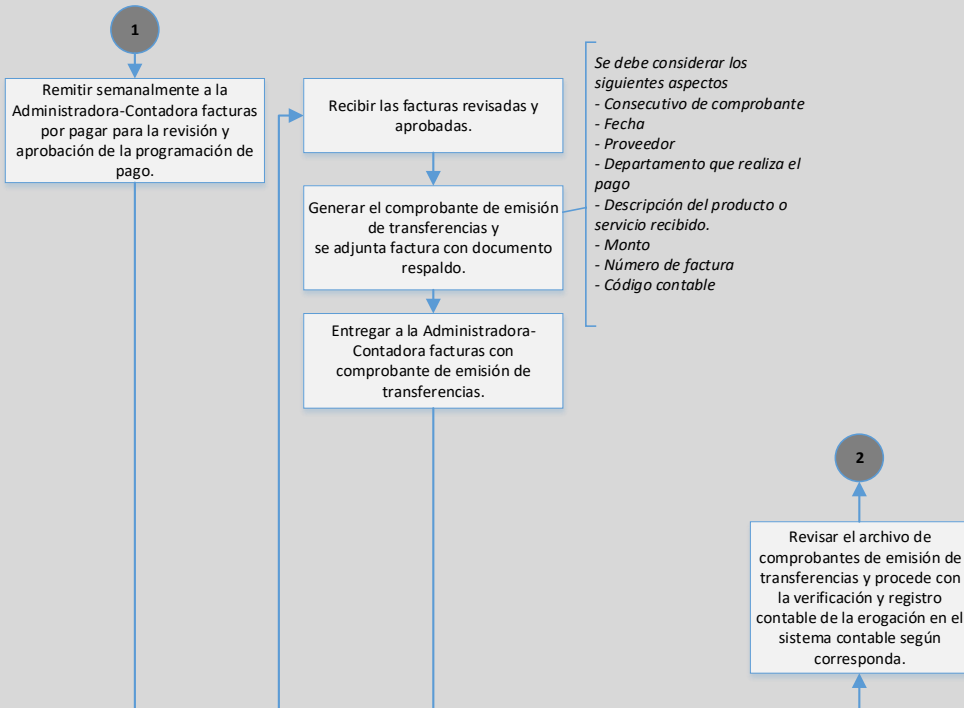 1
Remitir semanalmente a la
Administradora-Contadora facturas
por pagar para la revisión y
aprobación de la programación de
pago.
Recibir las facturas revisadas y
aprobadas.
Generar el comprobante de emisión
de transferencias y
se adjunta factura con documento
respaldo.
Entregar a la Administradora-
Contadora facturas con
comprobante de emisión de
transferencias.
Se debe considerar los
siguientes aspectos
- Consecutivo de comprobante
- Fecha
- Proveedor
- Departamento que realiza el
pago
- Descripción del producto o
servicio recibido.
- Monto
- Número de factura
- Código contable
2
Revisar el archivo de
comprobantes de emisión de
transferencias y procede con
la verificación y registro
contable de la erogación en el
sistema contable según
corresponda.